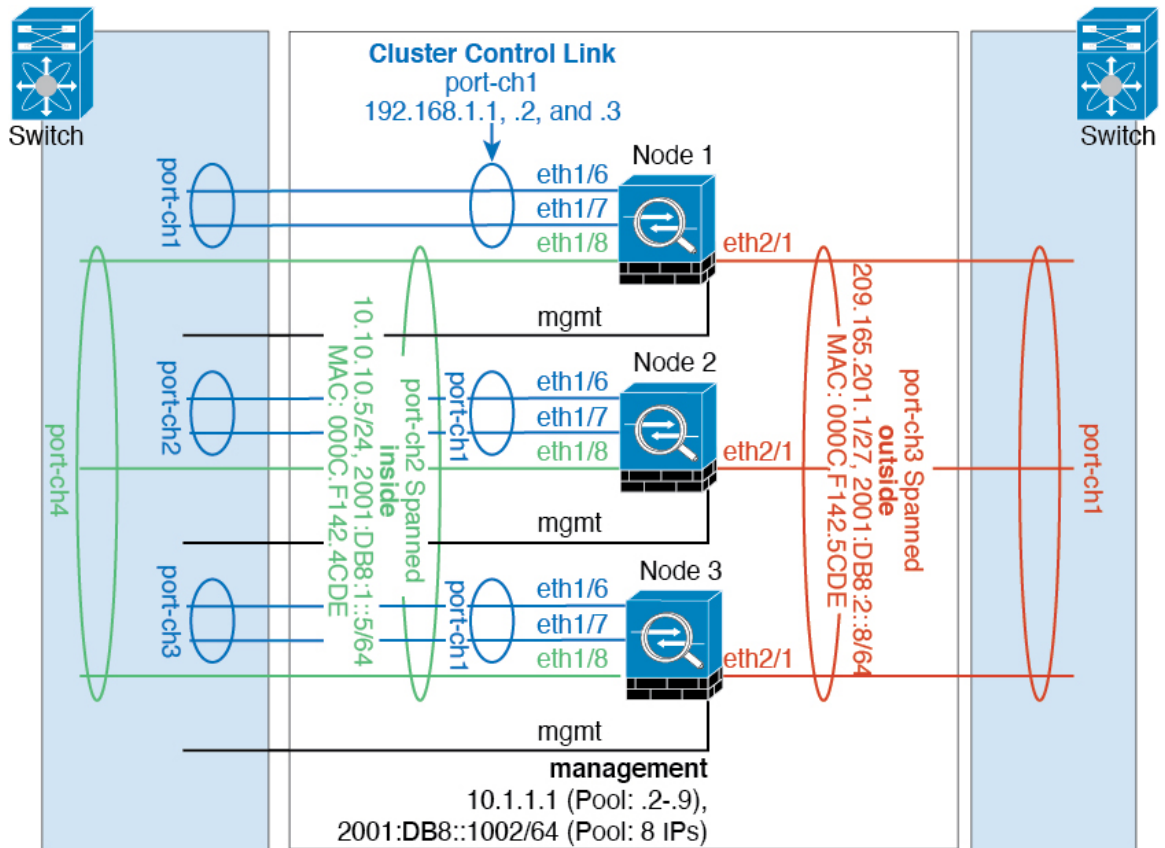 Switch
Switch
Cluster Control Link
port-ch1
192.168.1.1, .2, and .3
port-ch1
Node 1
eth1/6
eth1/7
eth1/8
eth2/1
mgmt
port-ch4
port-ch2
10.10.10.5/24, 2001:DB8:1::5/64
MAC: 000C.F142.4CDE
inside
port-ch2 Spanned
port-ch1
Node 2
eth1/6
eth1/7
eth1/8
eth2/1
mgmt
port-ch3 Spanned
outside
209.165.201.1/27, 2001:DB8:2::8/64
MAC: 000C.F142.5CDE
port-ch1
port-ch3
port-ch1
Node 3
eth1/6
eth1/7
eth1/8
eth2/1
mgmt
management
10.1.1.1 (Pool: .2-.9),
2001:DB8::1002/64 (Pool: 8 IPs)